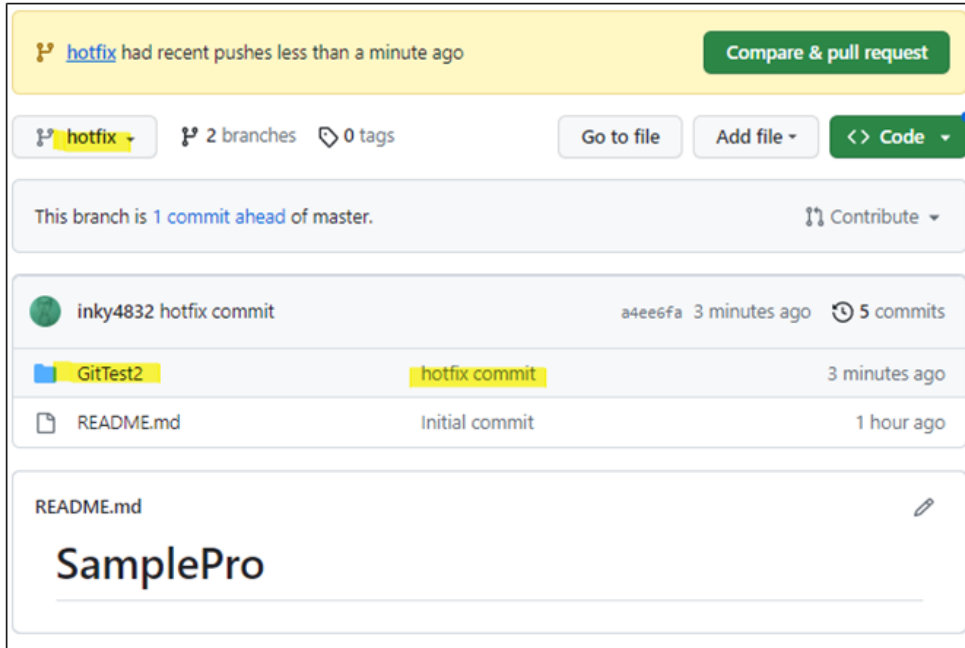 hotfix had recent pushes less than a minute ago Compare & pull request
hotfix 2 branches 0 tags Go to file Add file <> Code
This branch is 1 commit ahead of master. Contribute
inky4832 hotfix commit a4ee6fa 3 minutes ago 5 commits
GitTest2 hotfix commit 3 minutes ago
README.md Initial commit 1 hour ago
README.md
SamplePro